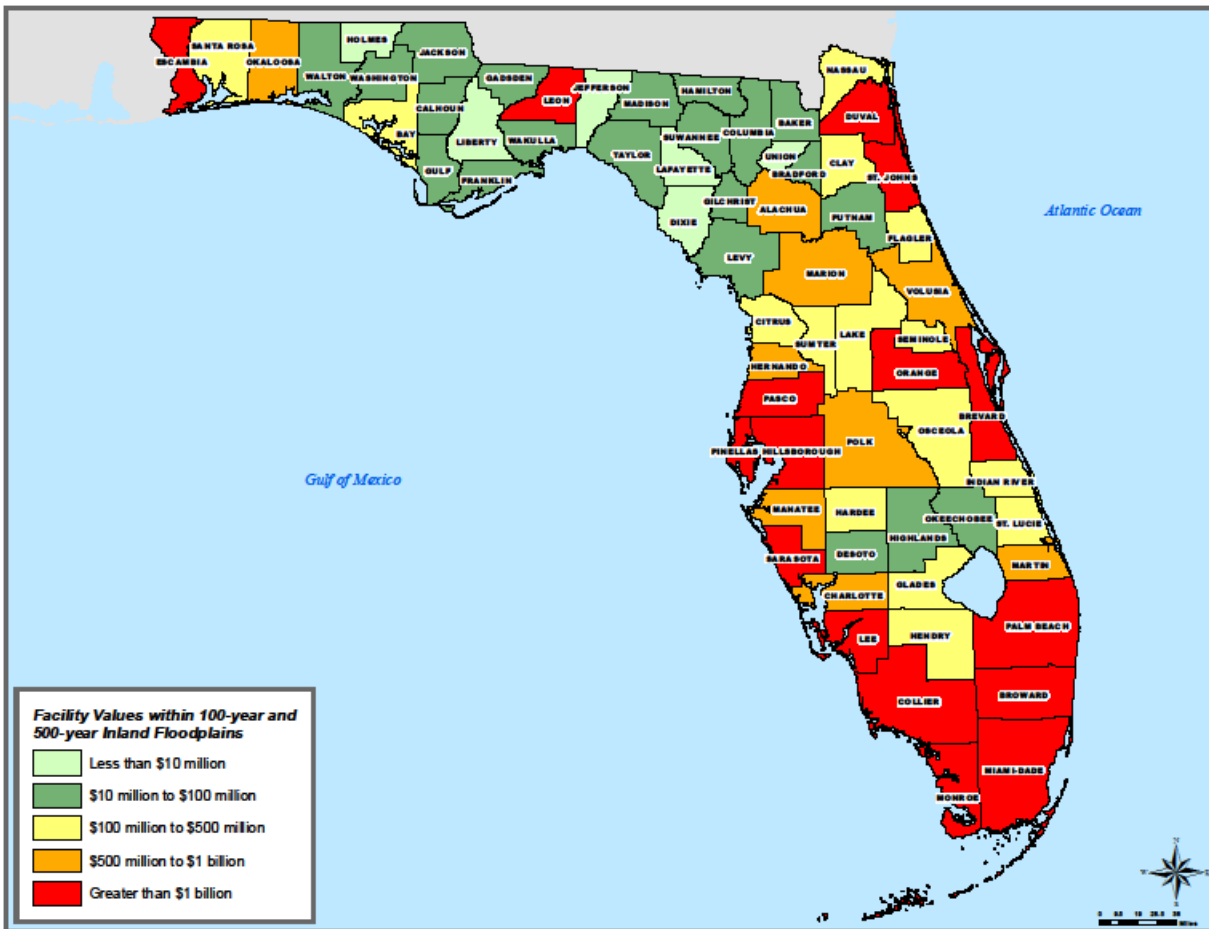 HOLMES
SANTA ROSA
JACKSON
ESCAMBIA
OKALOOSA
WALTON
WASHINGTON
GADSDEN
NASSAU
JEFFERSON
LEON
MADISON
HAMILTON
CALHOUN
BAY
LIBERTY
WAKULLA
SUWANNEE
COLUMBIA
BAKER
DUVAL
TAYLOR
UNION
CLAY
GULF
FRANKLIN
LAFAYETTE
BRADFORD
ST. JOHNS
GILCHRIST
ALACHUA
PUTNAM
DIXIE
Atlantic Ocean
FLAGLER
LEVY
MARION
VOLUSIA
CITRUS
LAKE
SUMTER
SEMINOLE
HERNANDO
ORANGE
PASCO
BREVARD
OSCEOLA
POLK
PINELLAS
HILLSBOROUGH
Gulf of Mexico
INDIAN RIVER
MANATEE
HARDEE
OKEECHOBEE
ST. LUCIE
HIGHLANDS
SARASOTA
DESOTO
MARTIN
GLADES
CHARLOTTE
PALM BEACH
LEE
HENDRY
BROWARD
COLLIER
MIAMI-DADE
MONROE
Facility Values within 100-year and
500-year Inland Floodplains
Less than $10 million
$10 million to $100 million
$100 million to $500 million
$500 million to $1 billion
Greater than $1 billion
N
S
Miles